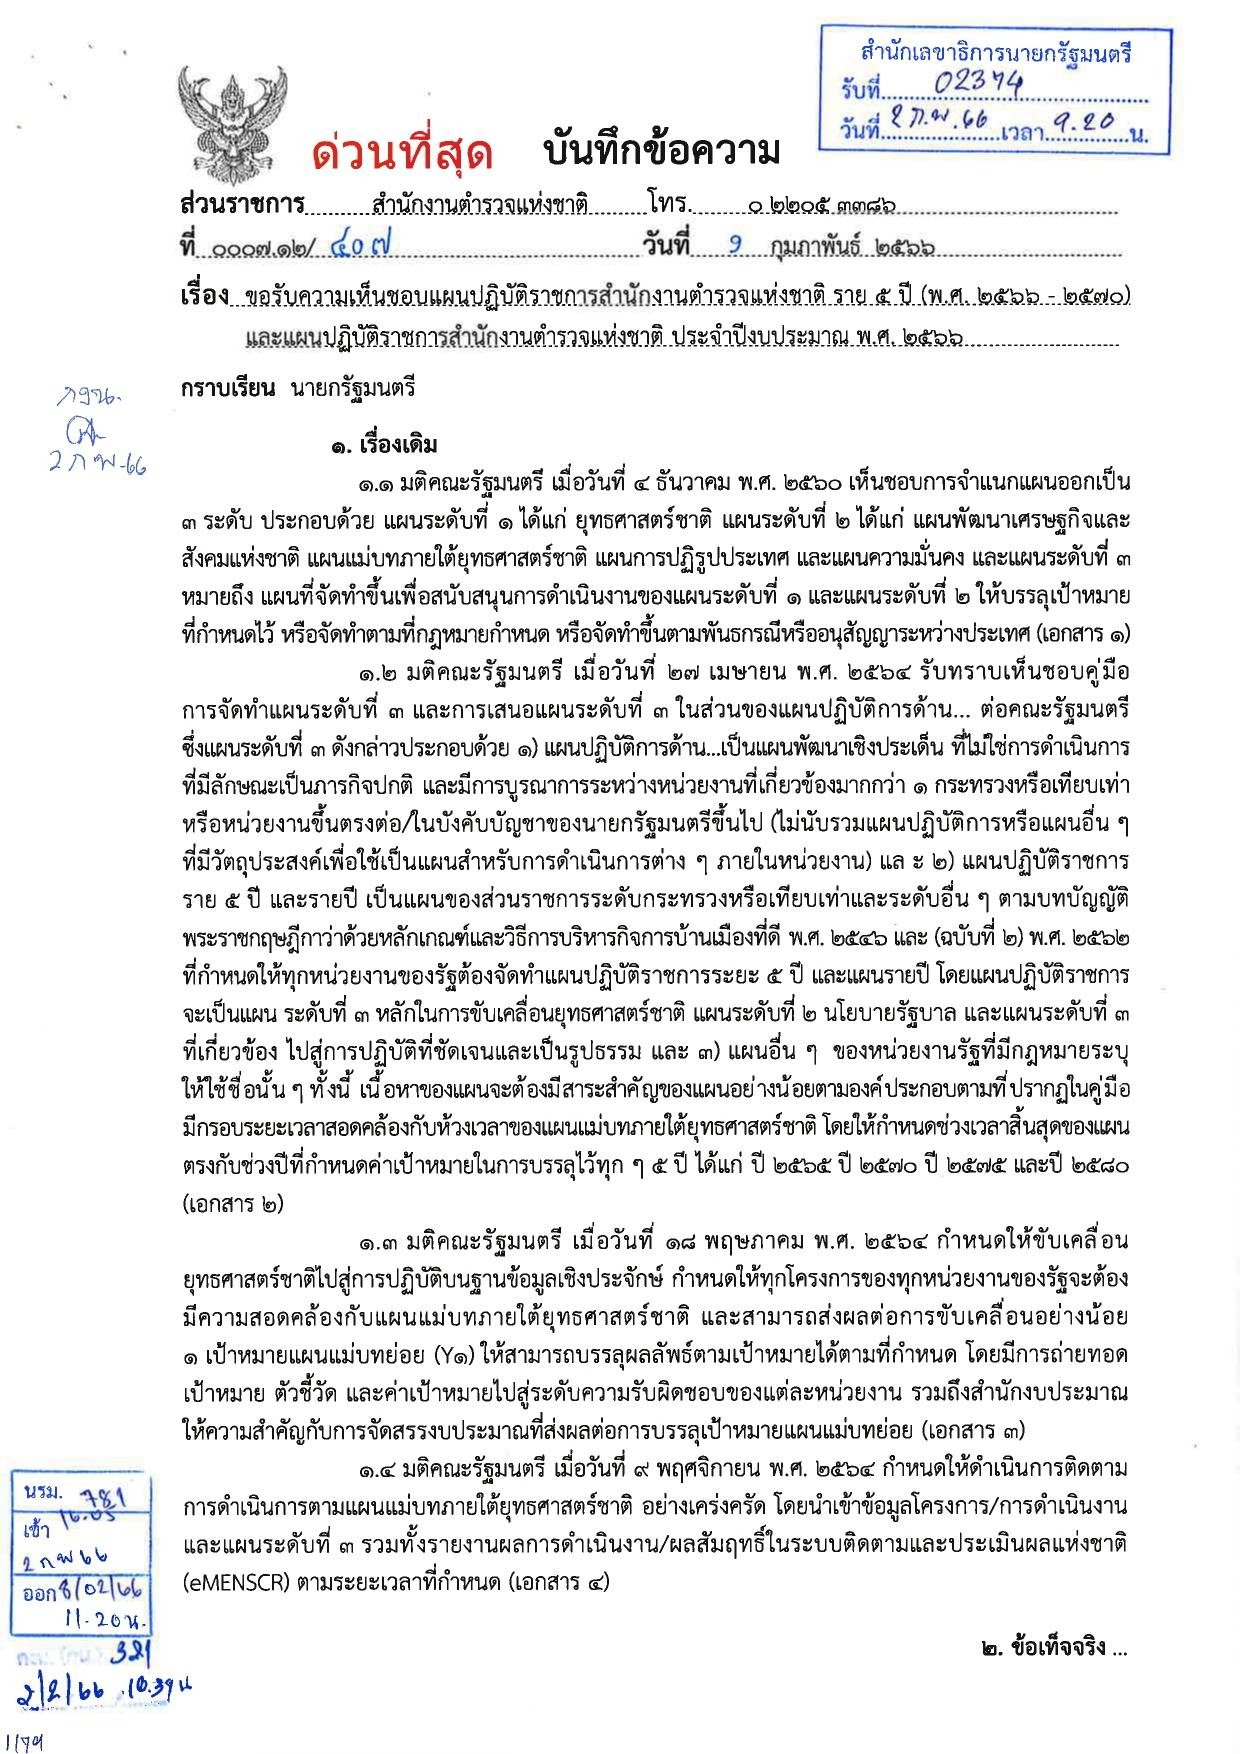 สำนักเลขาธิการนายกรัฐมนตรี
รับที่ 02374
วันที่ 2 ก.พ. 66 เวลา 9.20 น.
ด่วนที่สุด บันทึกข้อความ
ส่วนราชการ สำนักงานตำรวจแห่งชาติ โทร. ๐ ๒๒๐๕ ๓๓๘๖
ที่ ๐๐๐๗.๑๒/ ๔๐๗ วันที่ กุมภาพันธ์ ๒๕๖๖
เรื่อง ขอรับความเห็นชอบแผนปฏิบัติราชการสำนักงานตำรวจแห่งชาติ ราย ๕ ปี (พ.ศ. ๒๕๖๖ - ๒๕๗๐)
และแผนปฏิบัติราชการสำนักงานตำรวจแห่งชาติ ประจำปีงบประมาณ พ.ศ. ๒๕๖๖
กราบเรียน นายกรัฐมนตรี
2 ก พ - 66
๑. เรื่องเดิม
๑.๑ มติคณะรัฐมนตรี เมื่อวันที่ ๔ ธันวาคม พ.ศ. ๒๕๖๐ เห็นชอบการจำแนกแผนออกเป็น
๓ ระดับ ประกอบด้วย แผนระดับที่ ๑ ได้แก่ ยุทธศาสตร์ชาติ แผนระดับที่ ๒ ได้แก่ แผนพัฒนาเศรษฐกิจและ
สังคมแห่งชาติ แผนแม่บทภายใต้ยุทธศาสตร์ชาติ แผนการปฏิรูปประเทศ และแผนความมั่นคง และแผนระดับที่ ๓
หมายถึง แผนที่จัดทำขึ้นเพื่อสนับสนุนการดำเนินงานของแผนระดับที่ ๑ และแผนระดับที่ ๒ ให้บรรลุเป้าหมาย
ที่กำหนดไว้ หรือจัดทำตามที่กฎหมายกำหนด หรือจัดทำขึ้นตามพันธกรณีหรืออนุสัญญาระหว่างประเทศ (เอกสาร ๑)
๑.๒ มติคณะรัฐมนตรี เมื่อวันที่ ๒๗ เมษายน พ.ศ. ๒๕๖๔ รับทราบเห็นชอบคู่มือ
การจัดทำแผนระดับที่ ๓ และการเสนอแผนระดับที่ ๓ ในส่วนของแผนปฏิบัติการด้าน... ต่อคณะรัฐมนตรี
ซึ่งแผนระดับที่ ๓ ดังกล่าวประกอบด้วย ๑) แผนปฏิบัติการด้าน...เป็นแผนพัฒนาเชิงประเด็น ที่ไม่ใช่การดำเนินการ
ที่มีลักษณะเป็นภารกิจปกติ และมีการบูรณาการระหว่างหน่วยงานที่เกี่ยวข้องมากกว่า ๑ กระทรวงหรือเทียบเท่า
หรือหน่วยงานขึ้นตรงต่อ/ในบังคับบัญชาของนายกรัฐมนตรีขึ้นไป (ไม่นับรวมแผนปฏิบัติการหรือแผนอื่น ๆ
ที่มีวัตถุประสงค์เพื่อใช้เป็นแผนสำหรับการดำเนินการต่าง ๆ ภายในหน่วยงาน) แล ะ ๒) แผนปฏิบัติราชการ
ราย ๕ ปี และรายปี เป็นแผนของส่วนราชการระดับกระทรวงหรือเทียบเท่าและระดับอื่น ๆ ตามบทบัญญัติ
พระราชกฤษฎีกาว่าด้วยหลักเกณฑ์และวิธีการบริหารกิจการบ้านเมืองที่ดี พ.ศ. ๒๕๔๖ และ (ฉบับที่ ๒) พ.ศ. ๒๕๖๒
ที่กำหนดให้ทุกหน่วยงานของรัฐต้องจัดทำแผนปฏิบัติราชการระยะ ๕ ปี และแผนรายปี โดยแผนปฏิบัติราชการ
จะเป็นแผน ระดับที่ ๓ หลักในการขับเคลื่อนยุทธศาสตร์ชาติ แผนระดับที่ ๒ นโยบายรัฐบาล และแผนระดับที่ ๓
ที่เกี่ยวข้อง ไปสู่การปฏิบัติที่ชัดเจนและเป็นรูปธรรม และ ๓) แผนอื่น ๆ ของหน่วยงานรัฐที่มีกฎหมายระบุ
ให้ใช้ชื่อนั้น ๆ ทั้งนี้ เนื้อหาของแผนจะต้องมีสาระสำคัญของแผนอย่างน้อยตามองค์ประกอบตามที่ปรากฏในคู่มือ
มีกรอบระยะเวลาสอดคล้องกับห้วงเวลาของแผนแม่บทภายใต้ยุทธศาสตร์ชาติ โดยให้กำหนดช่วงเวลาสิ้นสุดของแผน
ตรงกับช่วงปีที่กำหนดค่าเป้าหมายในการบรรลุไว้ทุก ๆ ๕ ปี ได้แก่ ปี ๒๕๖๕ ปี ๒๕๗๐ ปี ๒๕๗๕ และปี ๒๕๘๐
(เอกสาร ๒)
๑.๓ มติคณะรัฐมนตรี เมื่อวันที่ ๑๘ พฤษภาคม พ.ศ. ๒๕๖๔ กำหนดให้ขับเคลื่อน
ยุทธศาสตร์ชาติไปสู่การปฏิบัติบนฐานข้อมูลเชิงประจักษ์ กำหนดให้ทุกโครงการของทุกหน่วยงานของรัฐจะต้อง
มีความสอดคล้องกับแผนแม่บทภายใต้ยุทธศาสตร์ชาติ และสามารถส่งผลต่อการขับเคลื่อนอย่างน้อย
๑ เป้าหมายแผนแม่บทย่อย (Y๑) ให้สามารถบรรลุผลลัพธ์ตามเป้าหมายได้ตามที่กำหนด โดยมีการถ่ายทอด
เป้าหมาย ตัวชี้วัด และค่าเป้าหมายไปสู่ระดับความรับผิดชอบของแต่ละหน่วยงาน รวมถึงสำนักงบประมาณ
ให้ความสำคัญกับการจัดสรรงบประมาณที่ส่งผลต่อการบรรลุเป้าหมายแผนแม่บทย่อย (เอกสาร ๓)
๑.๔ มติคณะรัฐมนตรี เมื่อวันที่ ๙ พฤศจิกายน พ.ศ. ๒๕๖๔ กำหนดให้ดำเนินการติดตาม
การดำเนินการตามแผนแม่บทภายใต้ยุทธศาสตร์ชาติ อย่างเคร่งครัด โดยนำเข้าข้อมูลโครงการ/การดำเนินงาน
และแผนระดับที่ ๓ รวมทั้งรายงานผลการดำเนินงาน/ผลสัมฤทธิ์ในระบบติดตามและประเมินผลแห่งชาติ
(eMENSCR) ตามระยะเวลาที่กำหนด (เอกสาร ๔)
นรม. 781
เข้า 16.05
2 ก พ 66
ออก 8/02/66
11-20 น.
321
2/2/66 10.39 น
๒. ข้อเท็จจริง ...